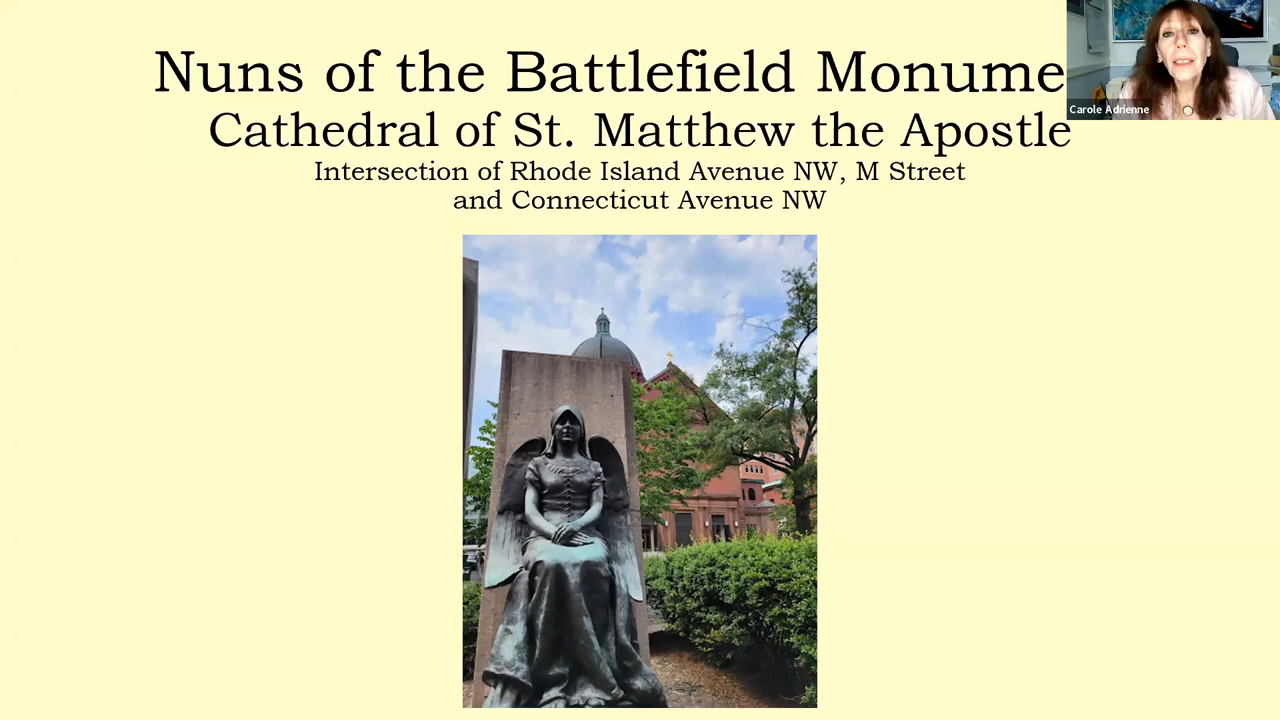 Nuns of the Battlefield Monume
Cathedral of St. Matthew the Apostle
Intersection of Rhode Island Avenue NW, M Street
and Connecticut Avenue NW
Carole Adrienne